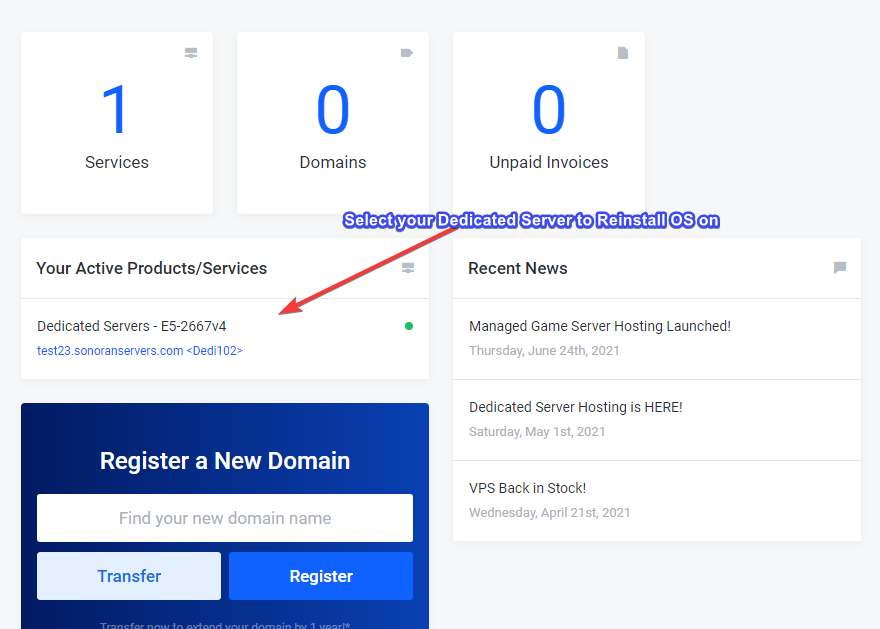 1
Services
0
Domains
0
Unpaid Invoices
Select your Dedicated Server to Reinstall OS on
Your Active Products/Services
Dedicated Servers - E5-2667v4
test23.sonoranservers.com <Dedi102>
Register a New Domain
Find your new domain name
Transfer
Register
Transfer now to extend your domain by 1 year!*
Recent News
Managed Game Server Hosting Launched!
Thursday, June 24th, 2021
Dedicated Server Hosting is HERE!
Saturday, May 1st, 2021
VPS Back in Stock!
Wednesday, April 21st, 2021